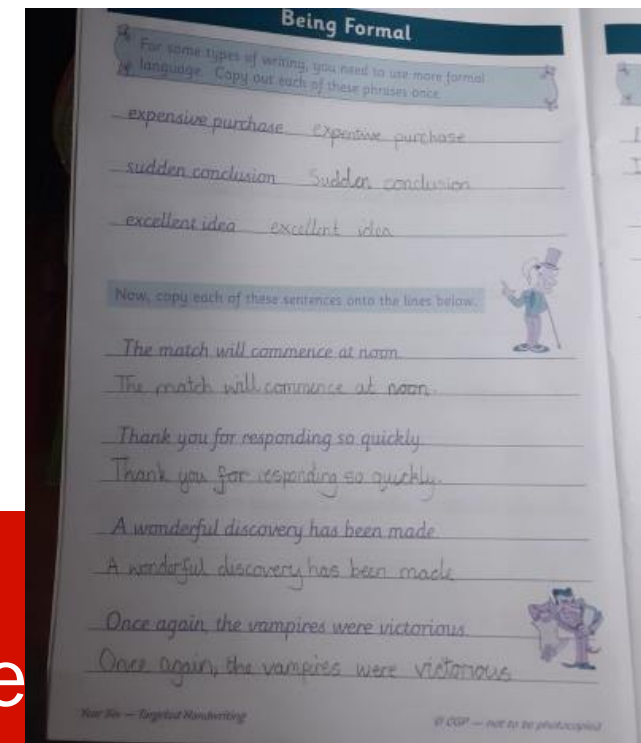 Being Formal
For some types of writing, you need to use more formal
language. Copy out each of these phrases once.
expensive purchase expentive purchase
sudden conclusion Sudden conclusion
excellent idea excellent idea
Now, copy each of these sentences onto the lines below.
The match will commence at noon.
The match will commence at noon.
Thank you for responding so quickly.
Thank you for responding so quickly.
A wonderful discovery has been made.
A wonderful discovery has been made
Once again, the vampires were victorious.
Once again, the vampires were victorious
Year Six — Targeted Handwriting
© CGP — not to be photocopied
e